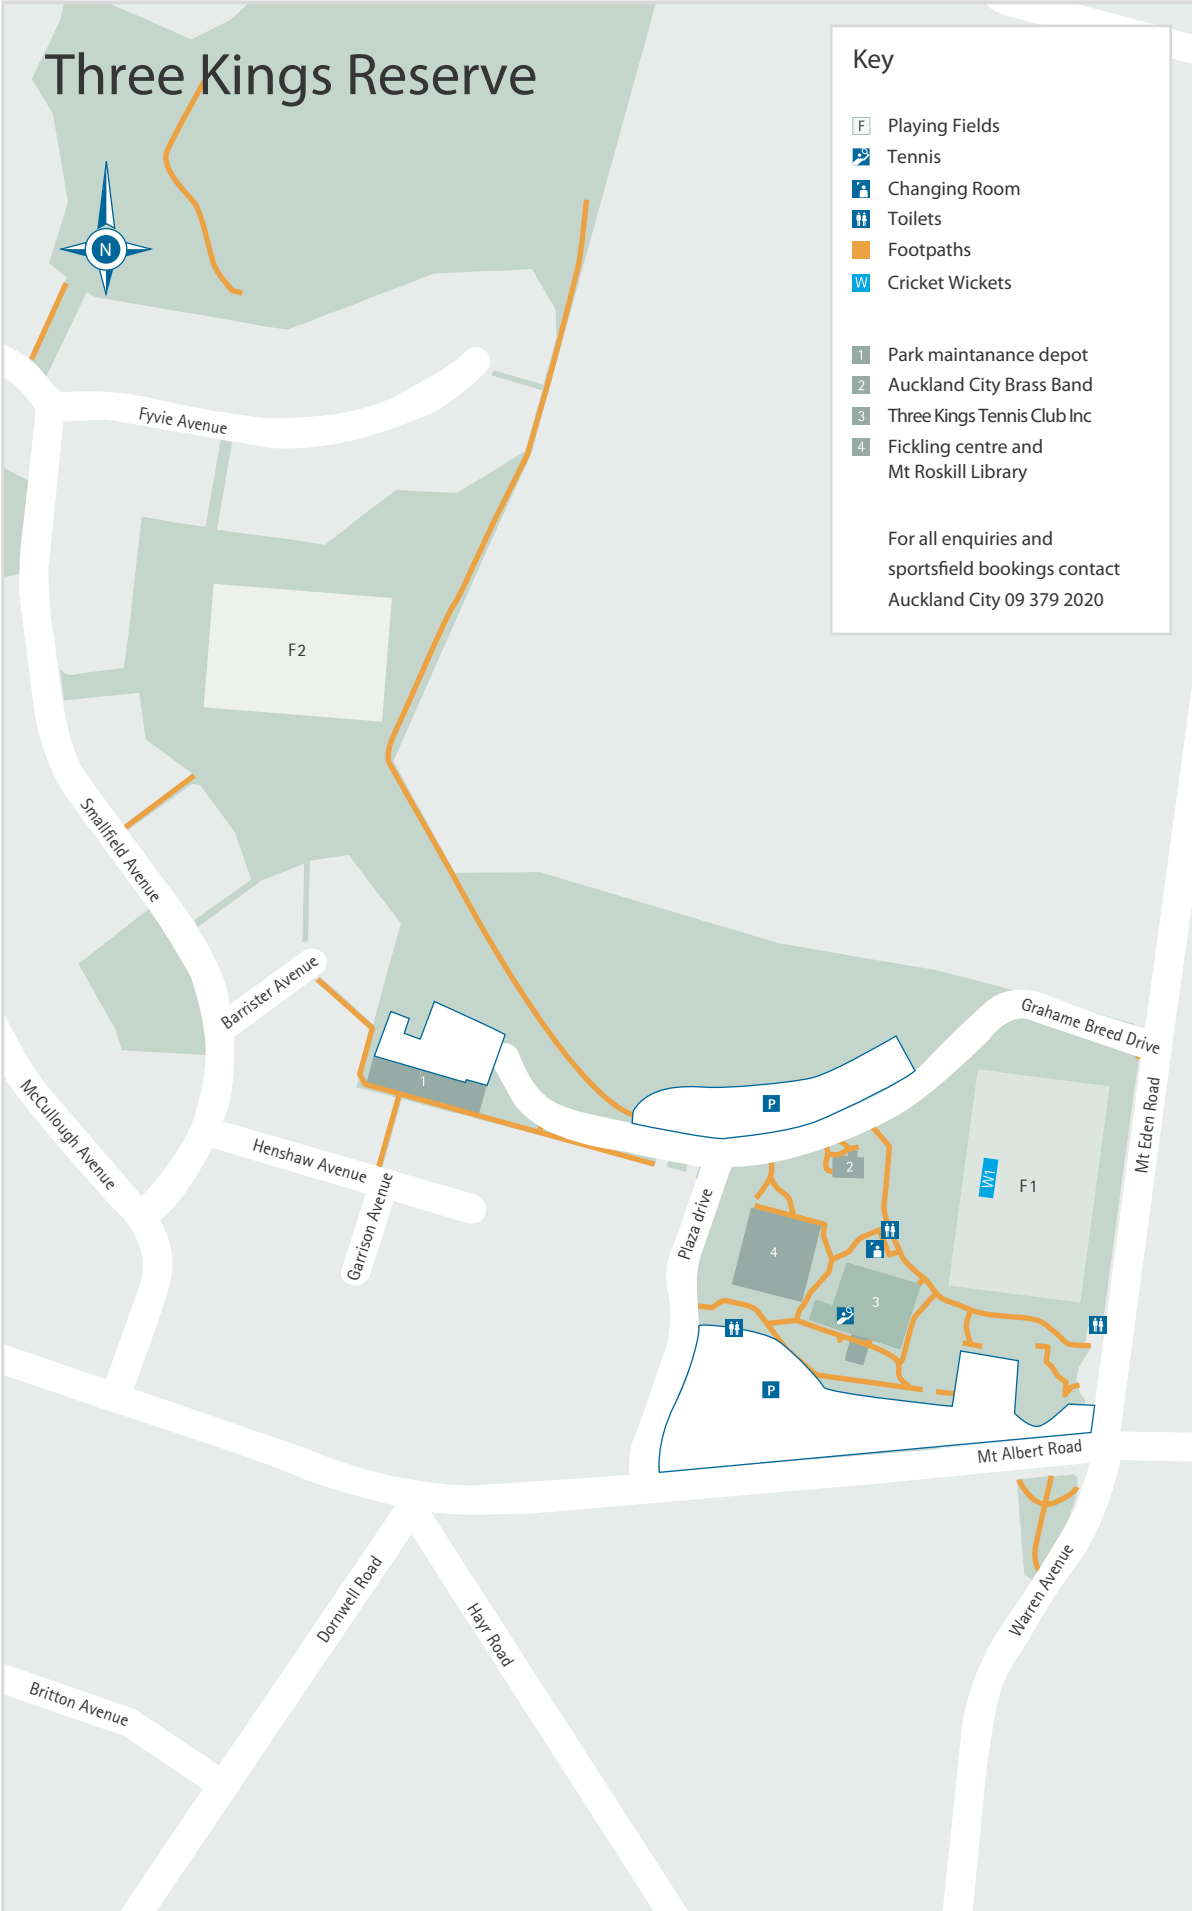 Three Kings Reserve
N
Key
F Playing Fields
Tennis
Changing Room
Toilets
Footpaths
W Cricket Wickets
1 Park maintanance depot
2 Auckland City Brass Band
3 Three Kings Tennis Club Inc
4 Fickling centre and
Mt Roskill Library
For all enquiries and
sportsfield bookings contact
Auckland City 09 379 2020
Fyvie Avenue
F2
Smallfield Avenue
Barrister Avenue
Grahame Breed Drive
McCullough Avenue
1
P
Mt Eden Road
Henshaw Avenue
2
W1
F1
Garrison Avenue
Plaza drive
4
3
P
Mt Albert Road
Dornwell Road
Hayr Road
Warren Avenue
Britton Avenue